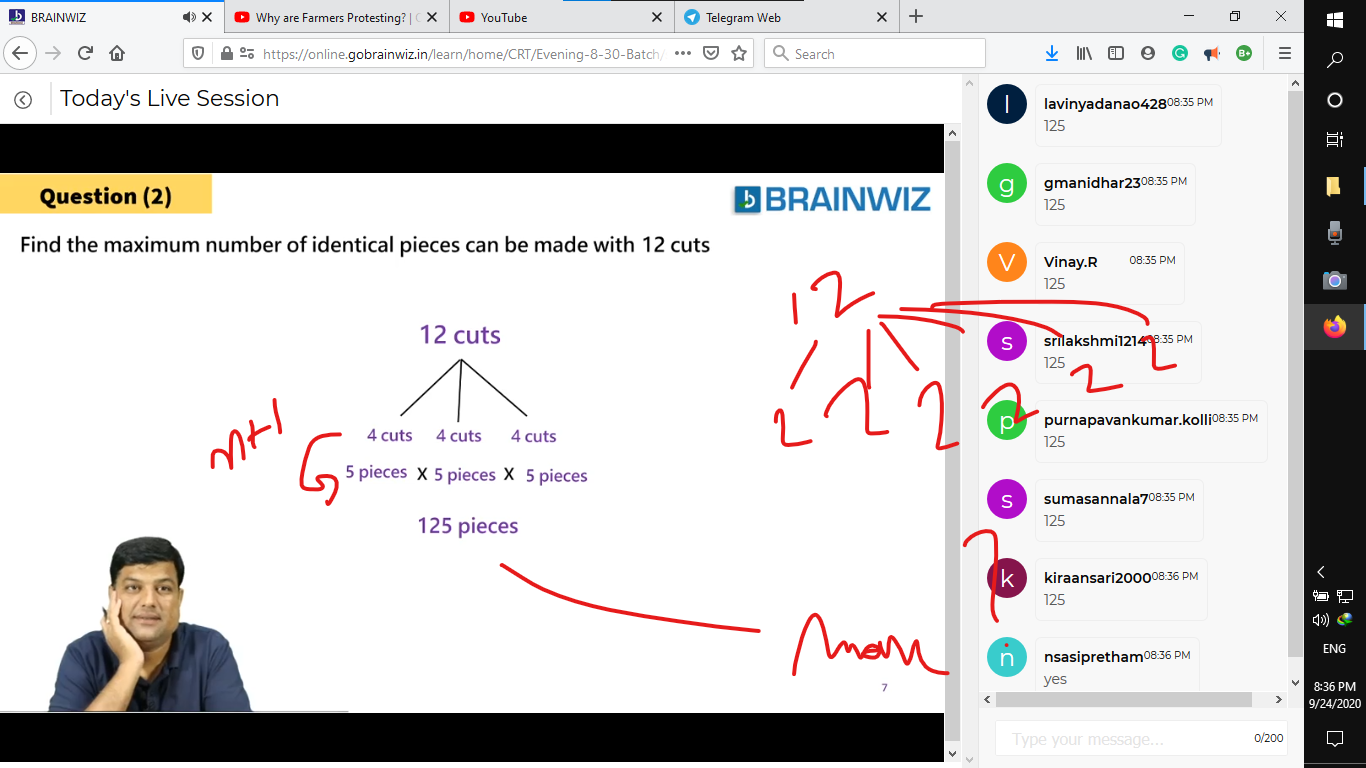 BRAINWIZ
Why are Farmers Protesting? |
YouTube
Telegram Web
https://online.gobrainwiz.in/learn/home/CRT/Evening-8-30-Batch/
Search
Today's Live Session
Question (2)
BRAINWIZ
Find the maximum number of identical pieces can be made with 12 cuts
12 cuts
4 cuts 4 cuts 4 cuts
5 pieces X 5 pieces X 5 pieces
125 pieces
n+1
12
2 2 2 2 2 2
7
l
lavinyadanao428 08:35 PM
125
g
gmanidhar23 08:35 PM
125
V
Vinay.R 08:35 PM
125
s
srilakshmi1214 08:35 PM
125
p
purnapavankumar.kolli 08:35 PM
125
s
sumasannala7 08:35 PM
125
k
kiraansari2000 08:36 PM
125
n
nsasipretham 08:36 PM
yes
Type your message...
0/200
ENG
8:36 PM
9/24/2020